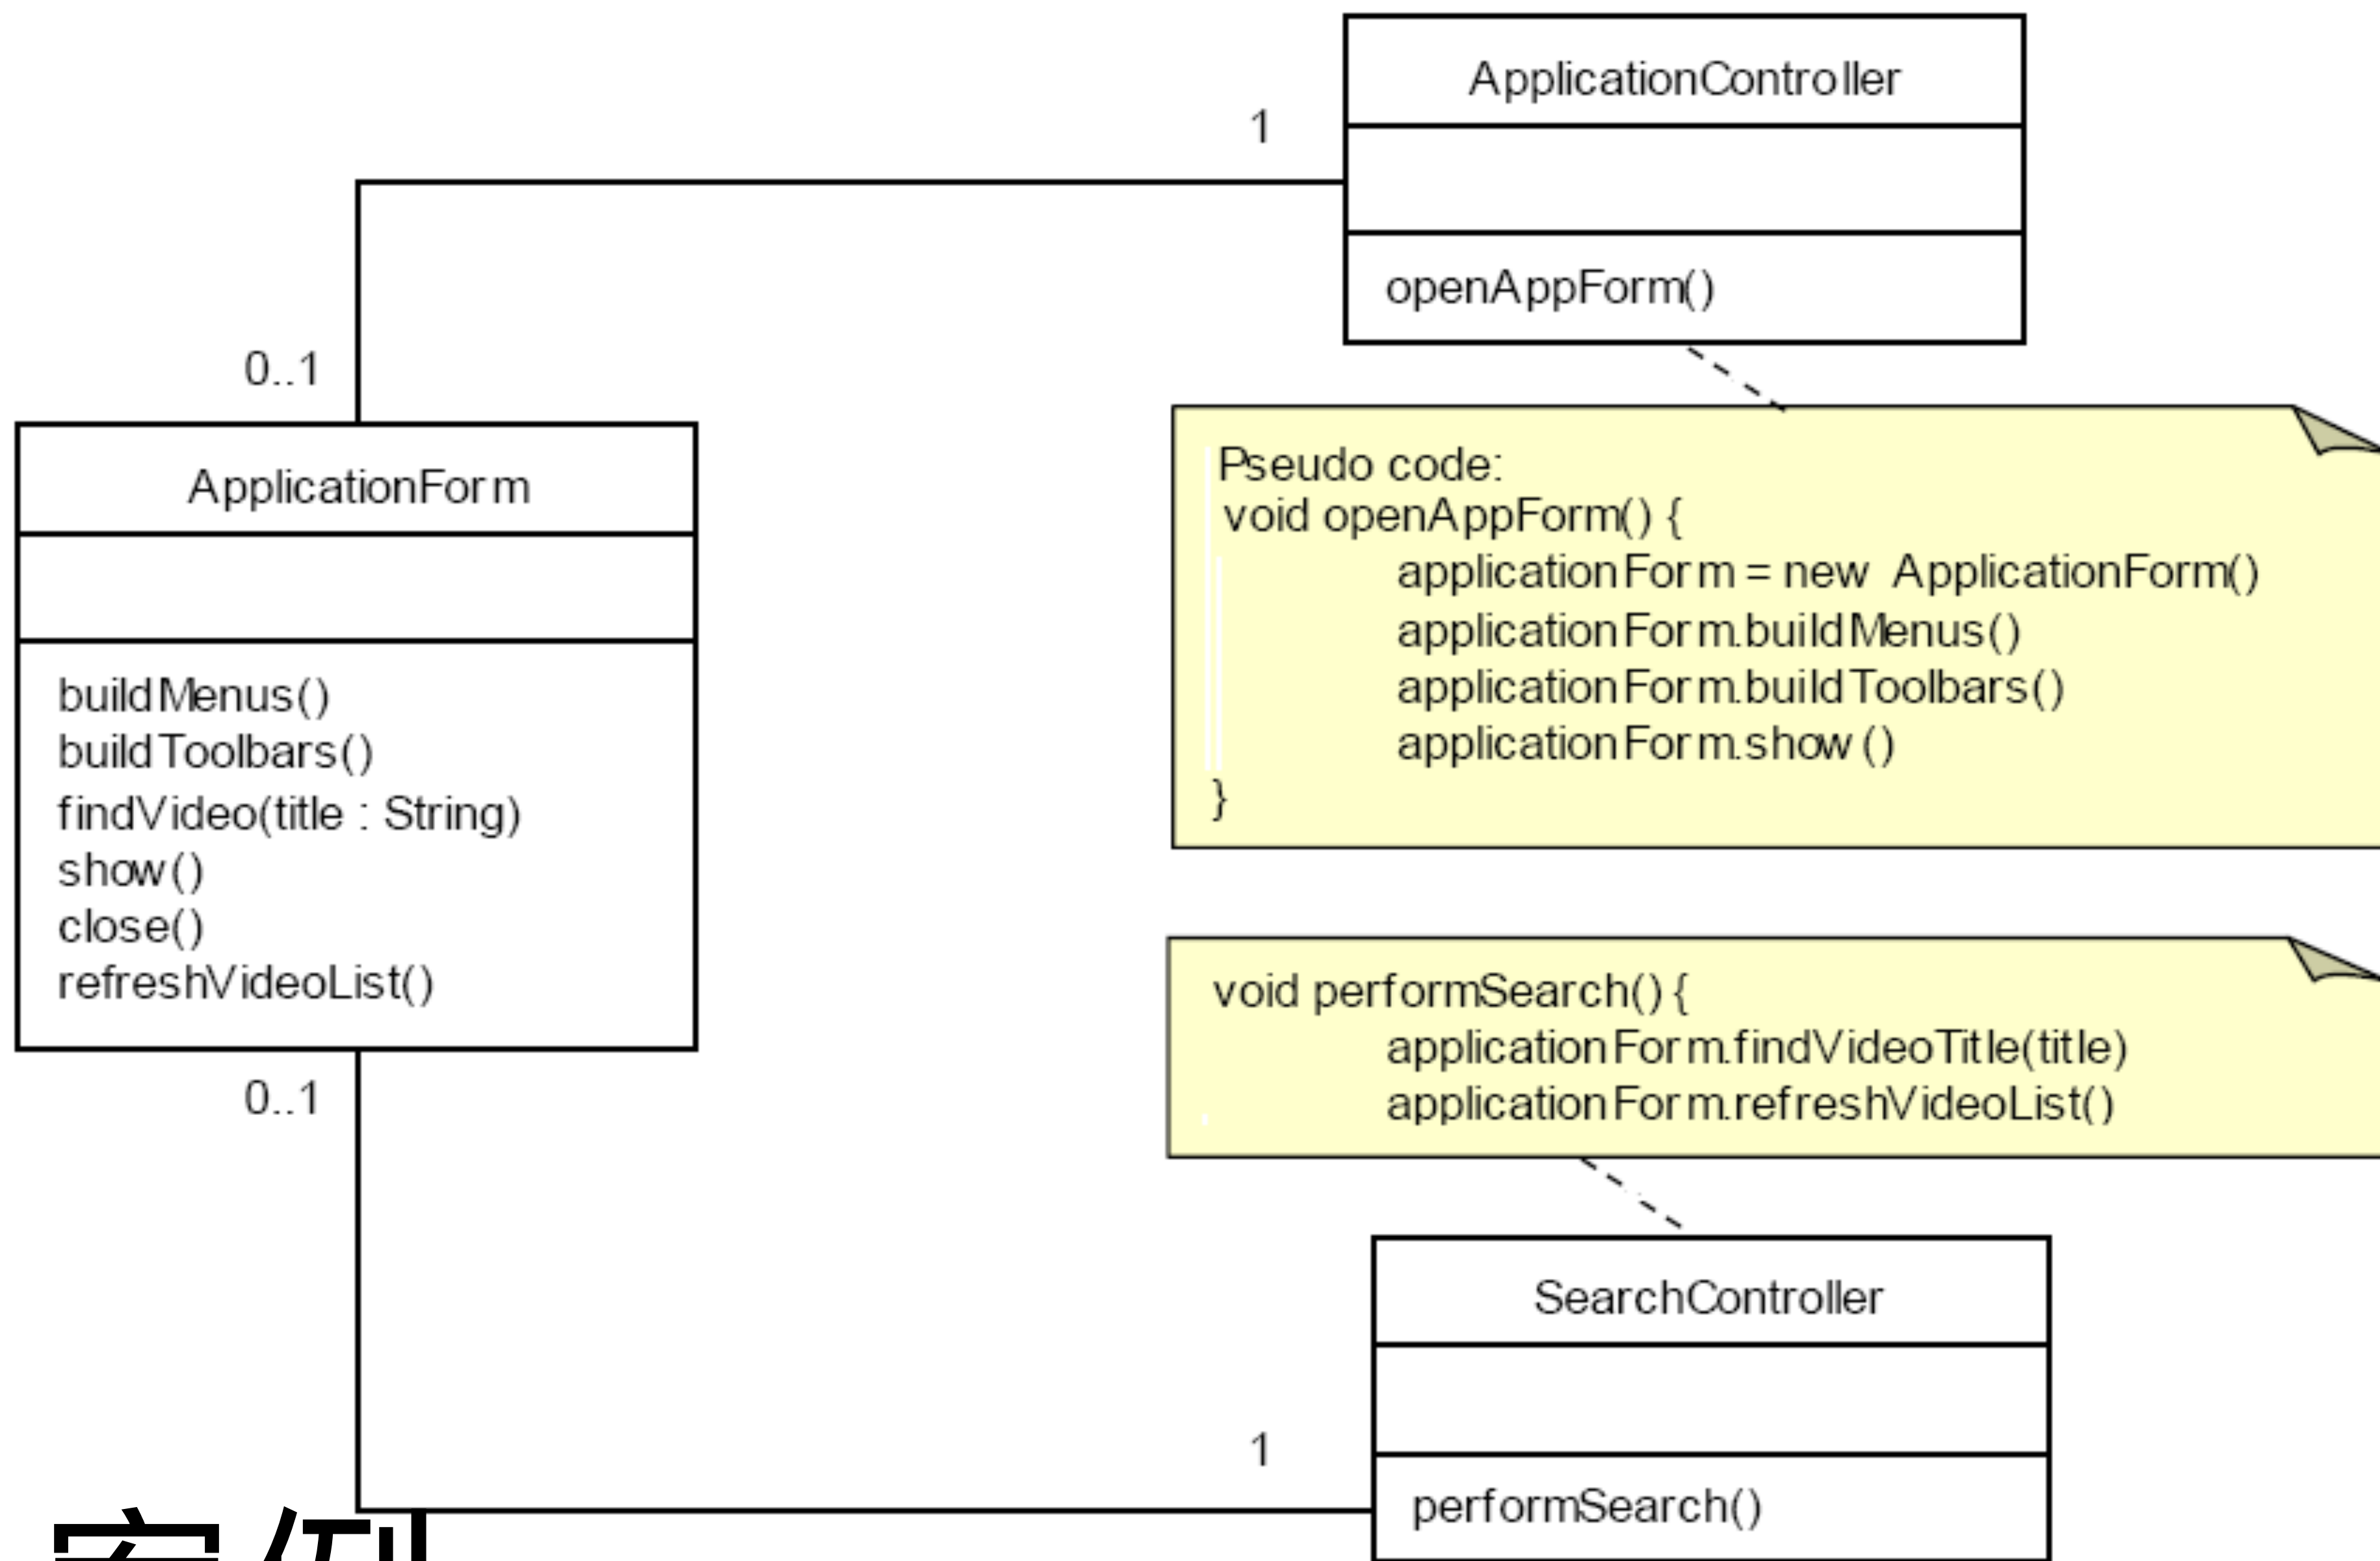 ApplicationController
1
openAppForm()
0..1
ApplicationForm
Pseudo code:
void openAppForm() {
applicationForm = new ApplicationForm()
applicationForm.buildMenus()
applicationForm.buildToolbars()
applicationForm.show()
}
buildMenus()
buildToolbars()
findVideo(title : String)
show()
close()
refreshVideoList()
void performSearch() {
applicationForm.findVideoTitle(title)
applicationForm.refreshVideoList()
0..1
SearchController
1
performSearch()
案例